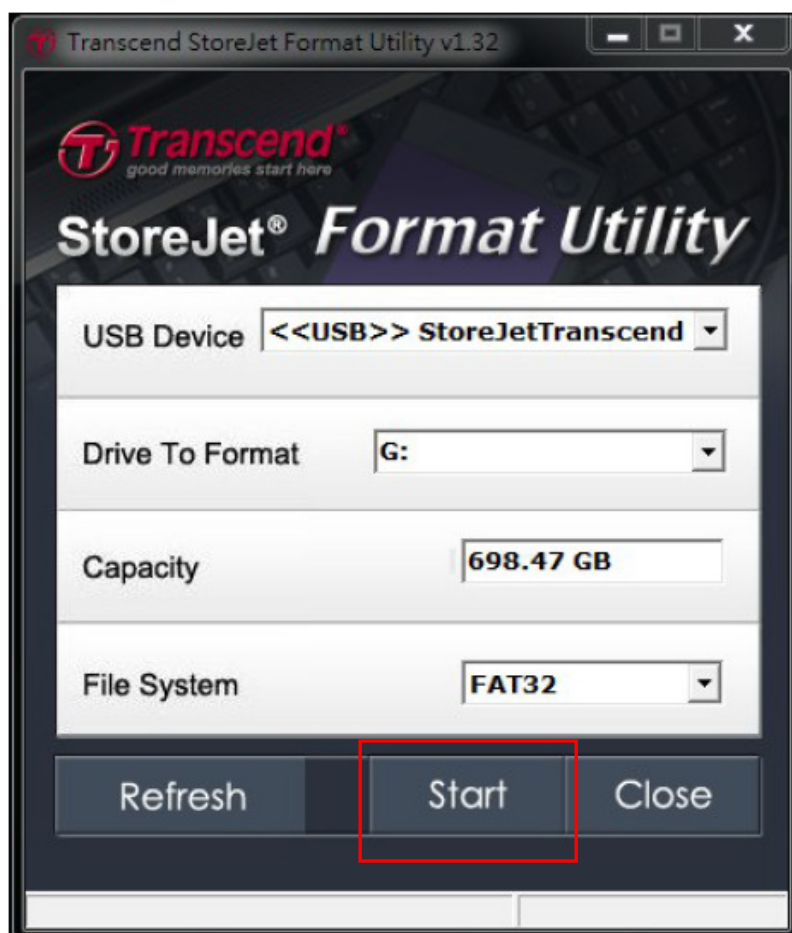 Transcend StoreJet Format Utility v1.32
Transcend®
good memories start here
StoreJet® Format Utility
USB Device <<USB>> StoreJetTranscend
Drive To Format G:
Capacity 698.47 GB
File System FAT32
Refresh Start Close